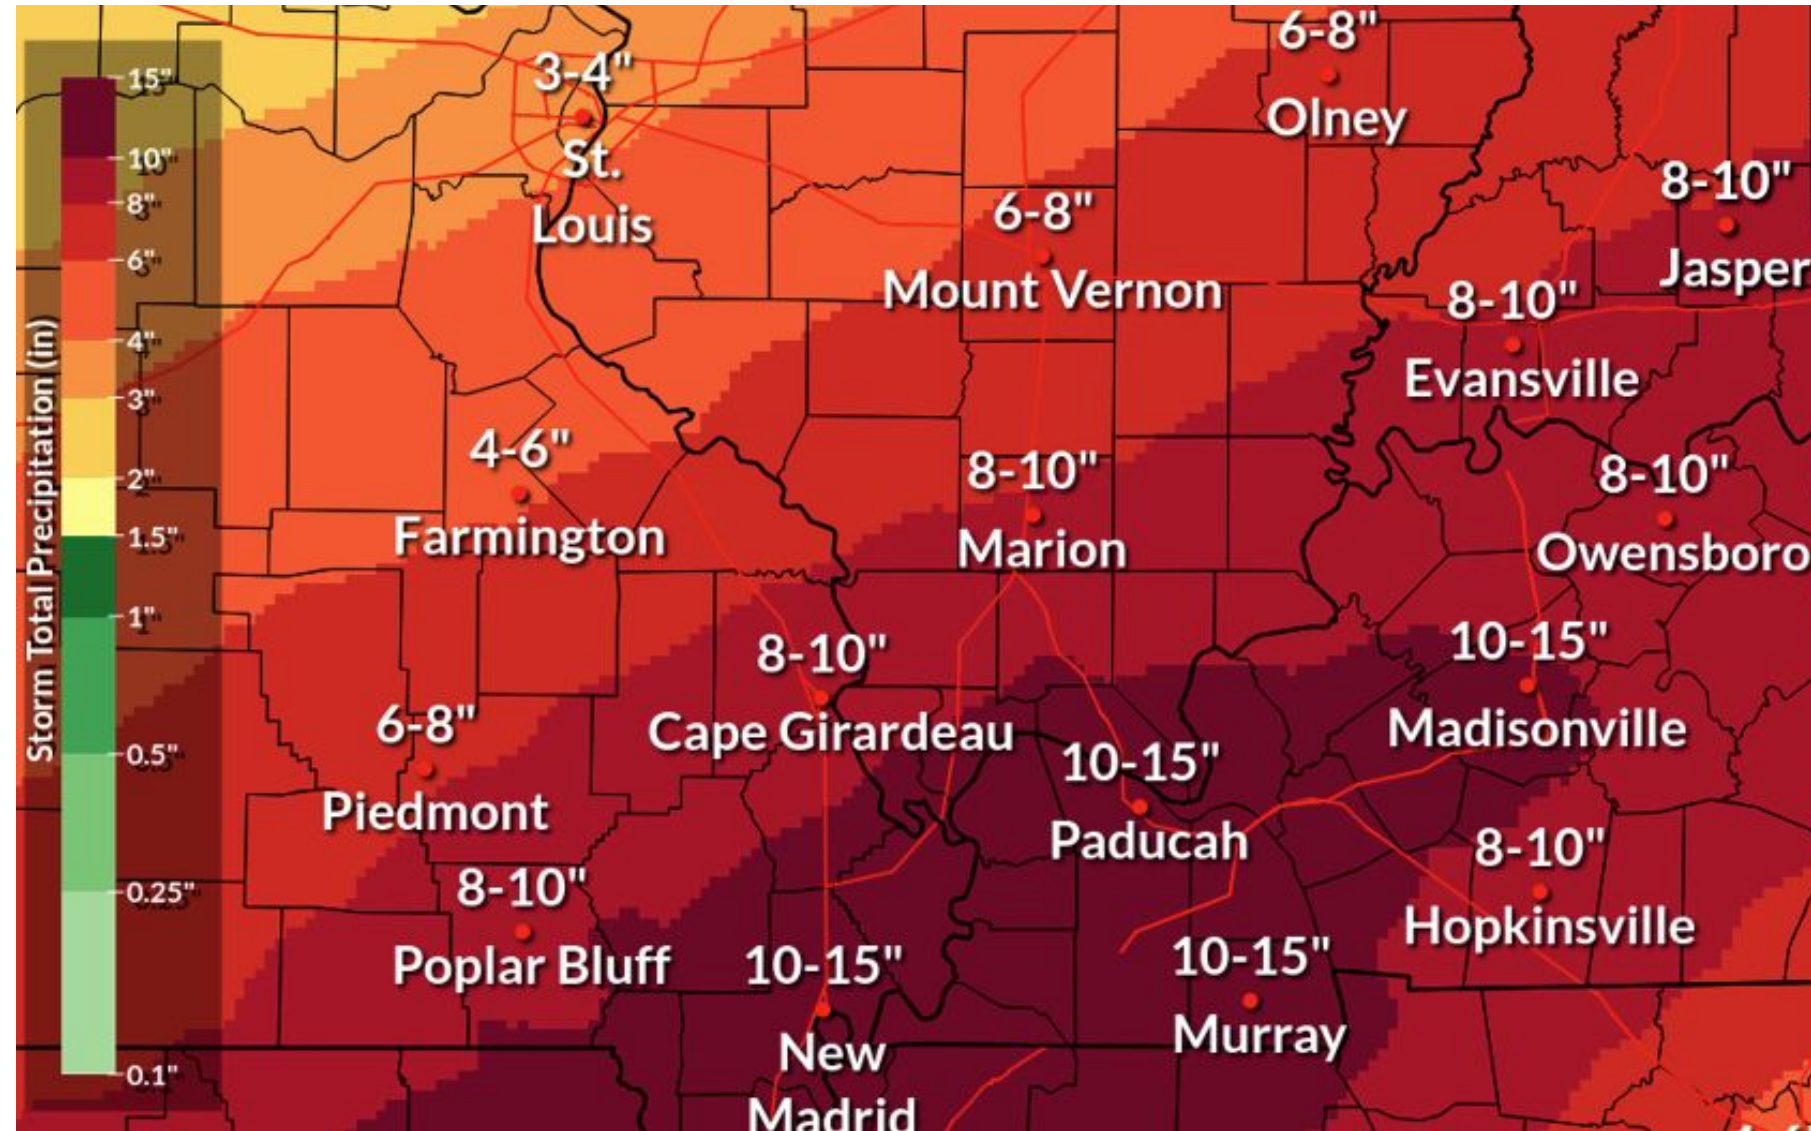 Storm Total Precipitation (in)
15"
10"
8"
6"
4"
3"
2"
1.5"
1"
0.5"
0.25"
0.1"
3-4"
St.
Louis
6-8"
Olney
8-10"
Jasper
6-8"
Mount Vernon
8-10"
Evansville
4-6"
Farmington
8-10"
Marion
8-10"
Owensboro
8-10"
Cape Girardeau
10-15"
Madisonville
6-8"
Piedmont
10-15"
Paducah
8-10"
Poplar Bluff
8-10"
Hopkinsville
10-15"
New
Madrid
10-15"
Murray